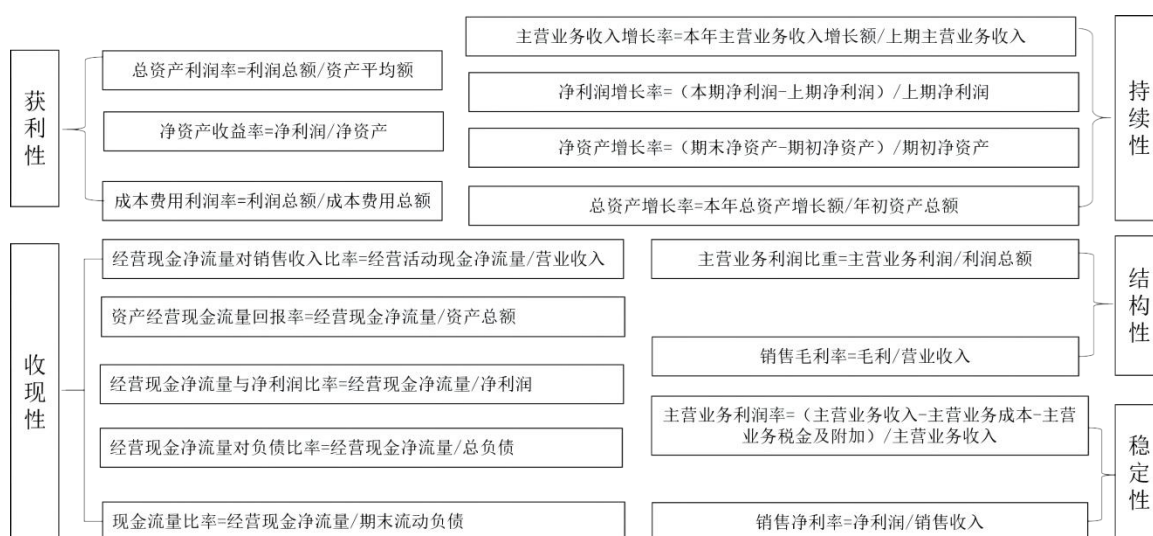 获利性
总资产利润率=利润总额/资产平均额
净资产收益率=净利润/净资产
成本费用利润率=利润总额/成本费用总额
主营业务收入增长率=本年主营业务收入增长额/上期主营业务收入
净利润增长率=（本期净利润-上期净利润）/上期净利润
净资产增长率=（期末净资产-期初净资产）/期初净资产
总资产增长率=本年总资产增长额/年初资产总额
持续性
收现性
经营现金净流量对销售收入比率=经营活动现金净流量/营业收入
资产经营现金流量回报率=经营现金净流量/资产总额
经营现金净流量与净利润比率=经营现金净流量/净利润
经营现金净流量对负债比率=经营现金净流量/总负债
现金流量比率=经营现金净流量/期末流动负债
主营业务利润比重=主营业务利润/利润总额
销售毛利率=毛利/营业收入
结构性
主营业务利润率=（主营业务收入-主营业务成本-主营
业务税金及附加）/主营业务收入
销售净利率=净利润/销售收入
稳定性